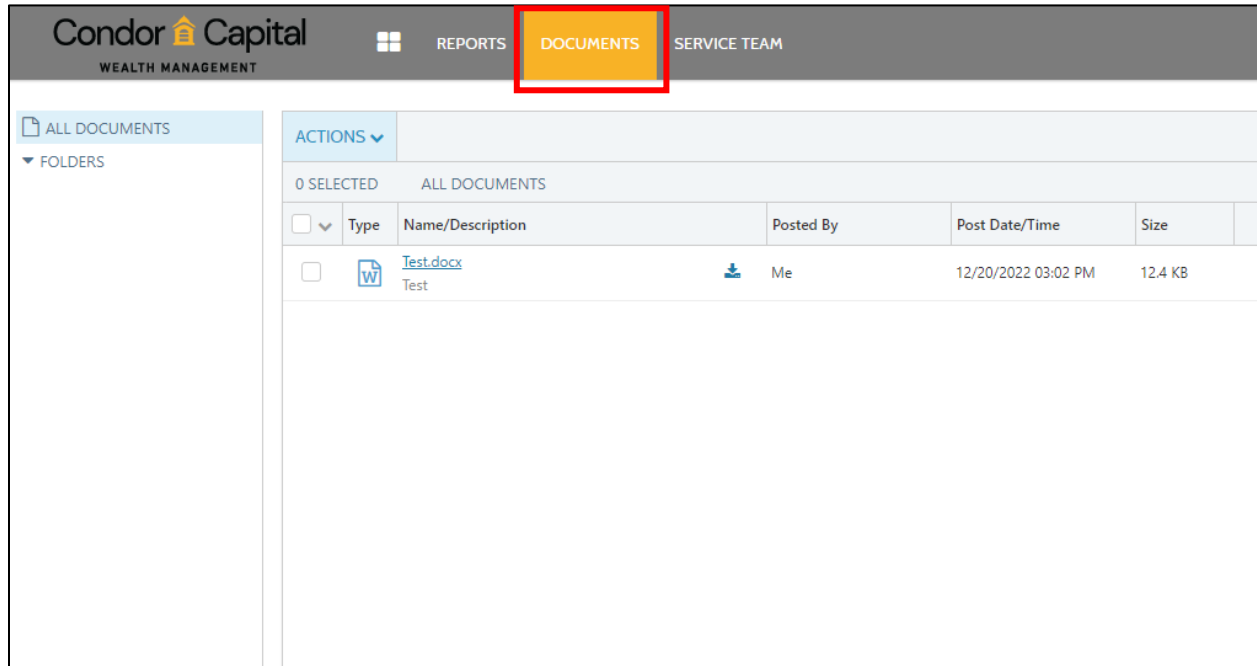 Condor Capital
WEALTH MANAGEMENT
REPORTS DOCUMENTS SERVICE TEAM
ALL DOCUMENTS
FOLDERS
ACTIONS
0 SELECTED ALL DOCUMENTS
Type Name/Description Posted By Post Date/Time Size
W Test.docx Me 12/20/2022 03:02 PM 12.4 KB
Test